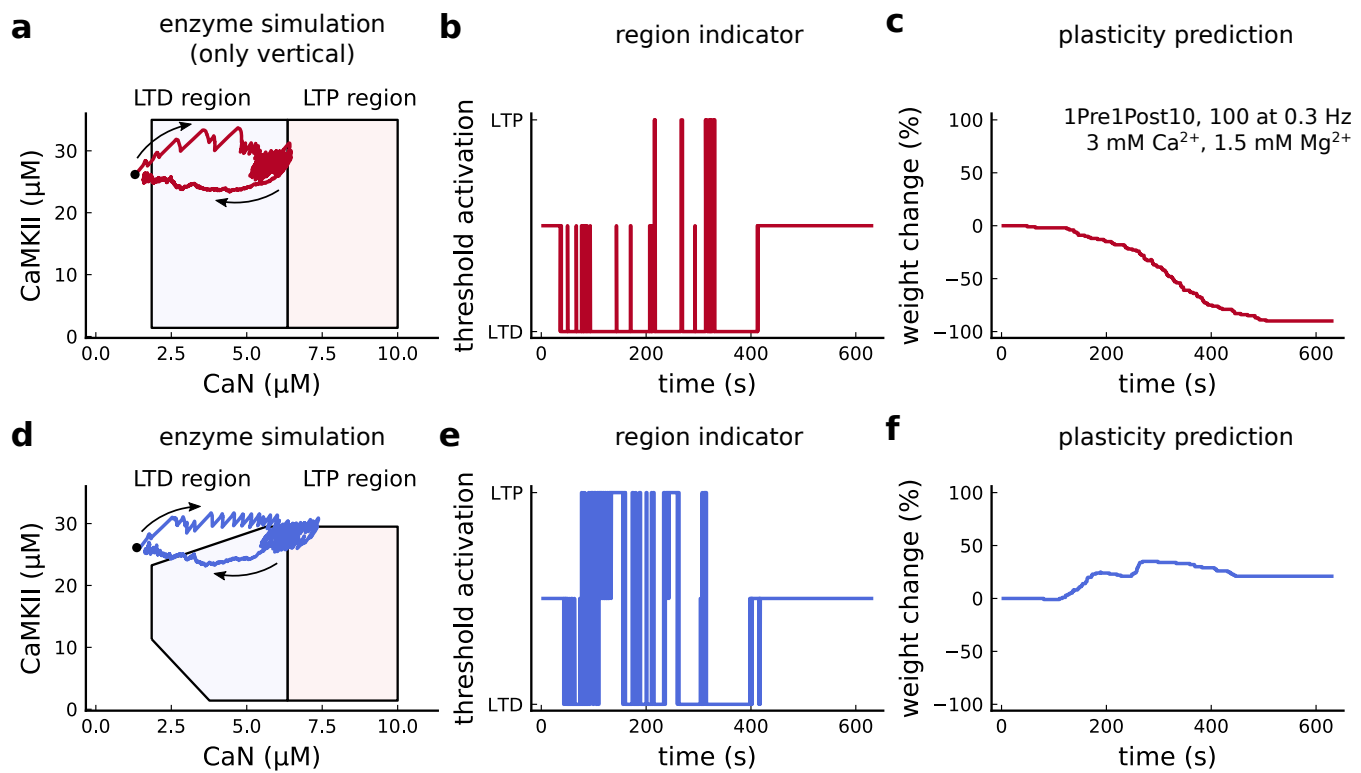 a
enzyme simulation
(only vertical)
LTD region
LTP region
CaMKII (µM)
30
20
10
0
0.0
2.5
5.0
7.5
10.0
CaN (µM)
b
region indicator
threshold activation
LTP
LTD
0
200
400
600
time (s)
c
plasticity prediction
1Pre1Post10, 100 at 0.3 Hz
3 mM Ca²⁺, 1.5 mM Mg²⁺
weight change (%)
100
50
0
−50
−100
0
200
400
600
time (s)
d
enzyme simulation
LTD region
LTP region
CaMKII (µM)
30
20
10
0
0.0
2.5
5.0
7.5
10.0
CaN (µM)
e
region indicator
threshold activation
LTP
LTD
0
200
400
600
time (s)
f
plasticity prediction
weight change (%)
100
50
0
−50
−100
0
200
400
600
time (s)